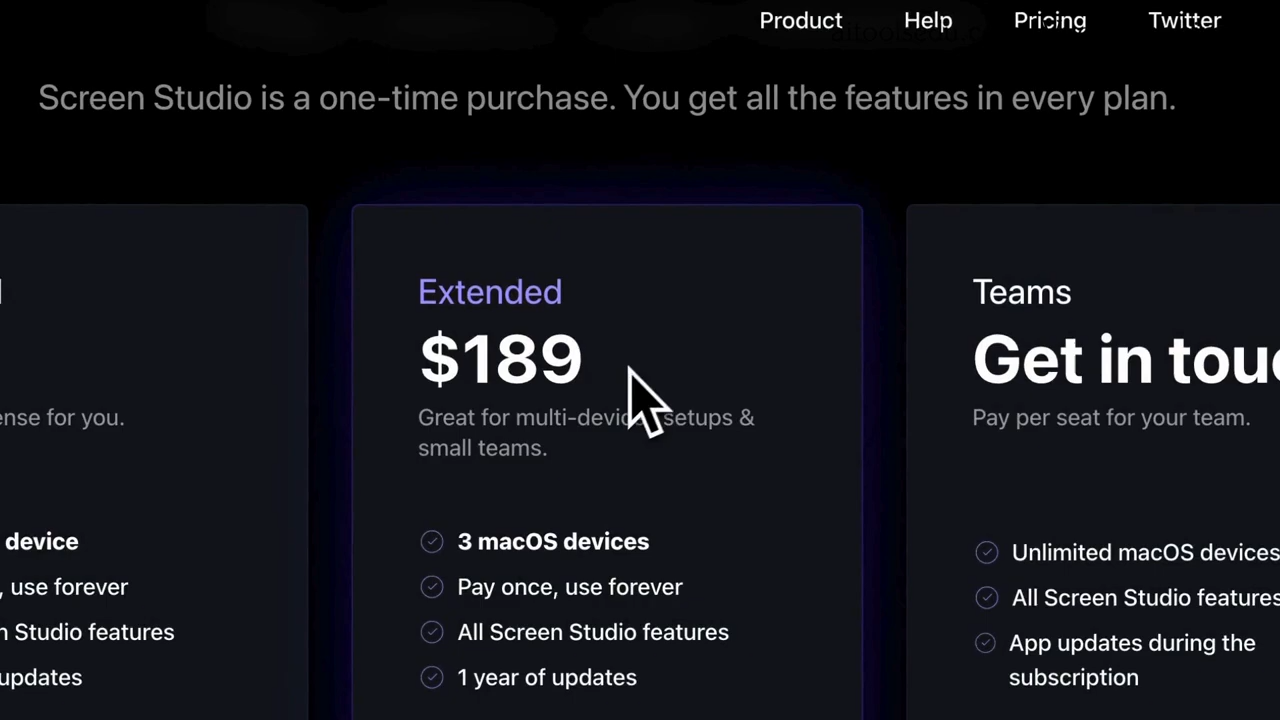 Product Help Pricing Twitter
Screen Studio is a one-time purchase. You get all the features in every plan.
ense for you.
device
, use forever
n Studio features
updates
Extended
$189
Great for multi-device setups &
small teams.
3 macOS devices
Pay once, use forever
All Screen Studio features
1 year of updates
Teams
Get in touc
Pay per seat for your team.
Unlimited macOS devices
All Screen Studio features
App updates during the
subscription